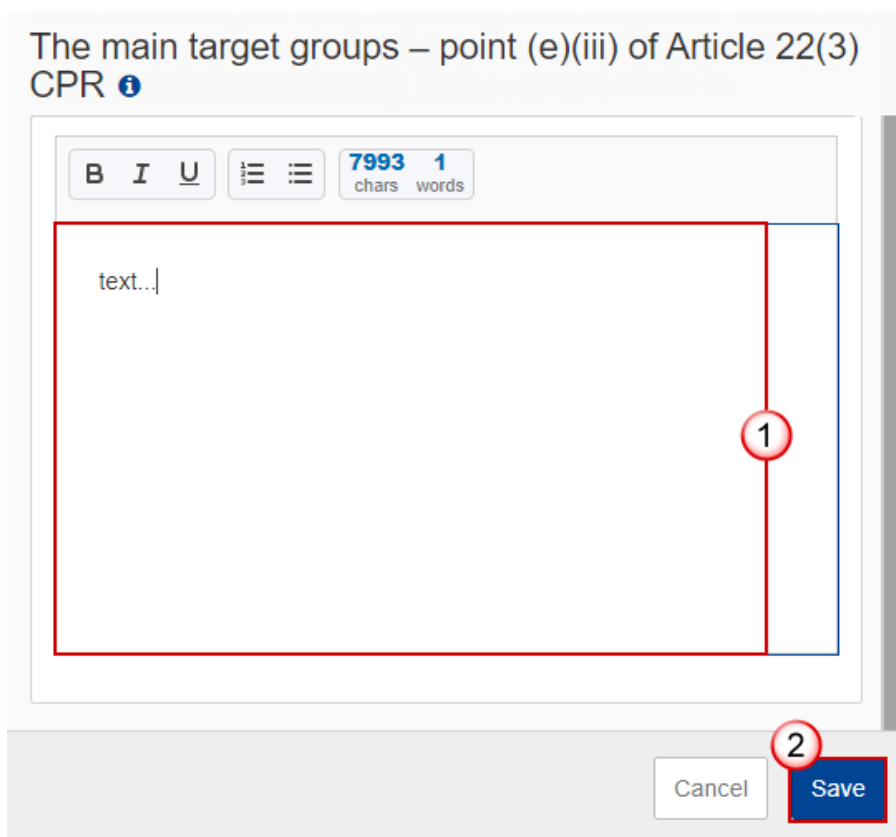 The main target groups – point (e)(iii) of Article 22(3)
CPR
B I U 7993 1
chars words
text...
1
2
Cancel Save